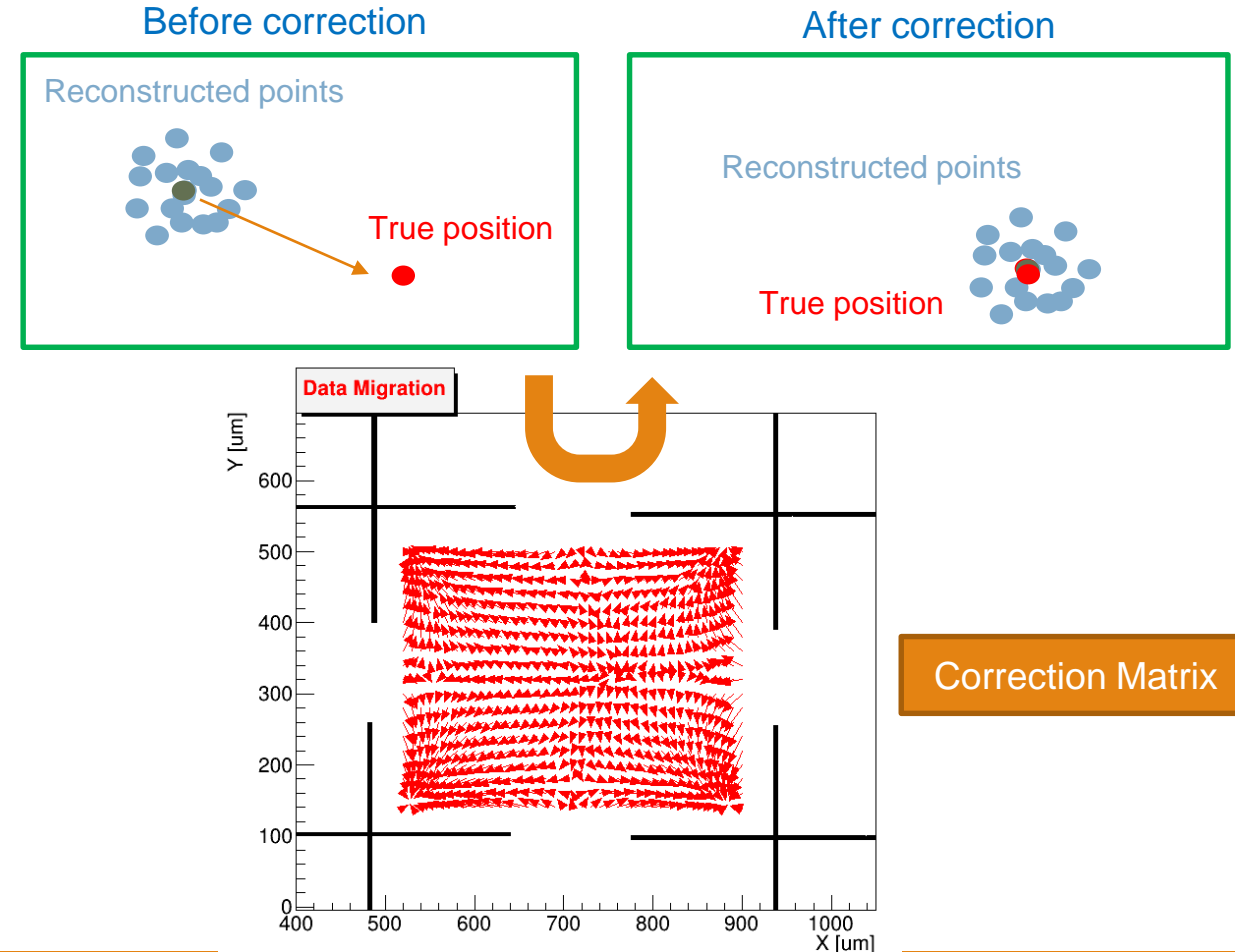 Before correction
After correction
Reconstructed points
True position
Reconstructed points
True position
Data Migration
Y [um]
600
500
400
300
200
100
0
400 500 600 700 800 900 1000
X [um]
Correction Matrix